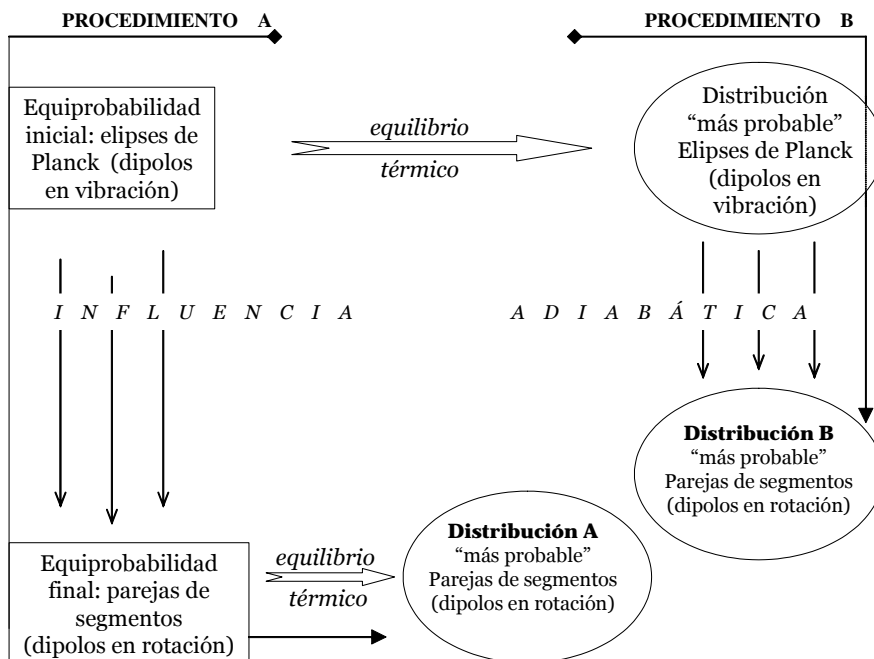 PROCEDIMIENTO A
PROCEDIMIENTO B
Equiprobabilidad
inicial: elipses de
Planck (dipolos
en vibración)
equilibrio
térmico
Distribución
“más probable”
Elipses de Planck
(dipolos en
vibración)
I N F L U E N C I A A D I A B Á T I C A
Distribución B
“más probable”
Parejas de segmentos
(dipolos en rotación)
Equiprobabilidad
final: parejas de
segmentos
(dipolos en rotación)
equilibrio
térmico
Distribución A
“más probable”
Parejas de segmentos
(dipolos en rotación)